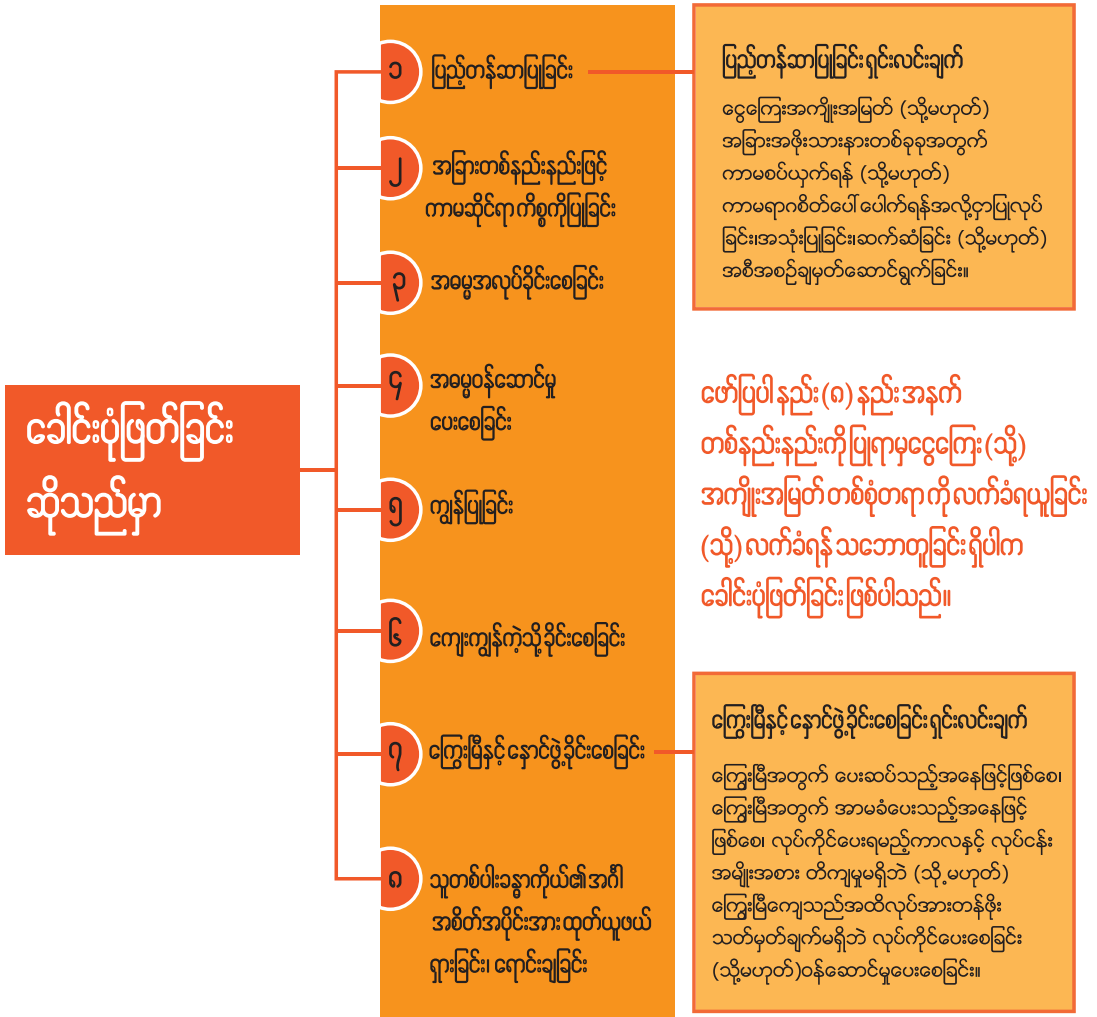 ခေါင်းပုံဖြတ်ခြင်း
ဆိုသည်မှာ
၁
ပြည့်တန်ဆာပြုခြင်း
၂
အခြားတစ်နည်းနည်းဖြင့်
ကာမဆိုင်ရာ ကိစ္စကိုပြုခြင်း
၃
အဓမ္မအလုပ်ခိုင်းစေခြင်း
၄
အဓမ္မဝန်ဆောင်မှု
ပေးစေခြင်း
၅
ကျွန်ပြုခြင်း
၆
ကျေးကျွန်ကဲ့သို့ ခိုင်းစေခြင်း
၇
ကြွေးမြီနှင့် နှောင်ဖွဲ့ခိုင်းစေခြင်း
၈
သူတစ်ပါးခန္ဓာကိုယ်၏ အင်္ဂါ
အစိတ်အပိုင်းအား ထုတ်ယူဖယ်
ရှားခြင်း၊ ရောင်းချခြင်း
ပြည့်တန်ဆာပြုခြင်း ရှင်းလင်းချက်
ငွေကြေးအကျိုးအမြတ် (သို့မဟုတ်)
အခြားအဖိုးသားနားတစ်ခုခုအတွက်
ကာမစပ်ယှက်ရန် (သို့မဟုတ်)
ကာမရာဂစိတ်ပေါ် ပေါက်ရန်အလို့ငှာပြုလုပ်
ခြင်း၊အသုံးပြုခြင်း၊ဆက်ဆံခြင်း (သို့မဟုတ်)
အစီအစဉ်ချမှတ်ဆောင်ရွက်ခြင်း။
ဖော်ပြပါ နည်း (၈) နည်း အနက်
တစ်နည်းနည်းကို ပြုရာမှငွေကြေး (သို့)
အကျိုးအမြတ် တစ်စုံတရာ ကို လက်ခံရယူခြင်း
(သို့) လက်ခံရန် သဘောတူခြင်း ရှိပါက
ခေါင်းပုံဖြတ်ခြင်း ဖြစ်ပါသည်။
ကြွေးမြီနှင့် နှောင်ဖွဲ့ခိုင်းစေခြင်း ရှင်းလင်းချက်
ကြွေးမြီအတွက် ပေးဆပ်သည့်အနေဖြင့်ဖြစ်စေ၊
ကြွေးမြီအတွက် အာမခံပေးသည့်အနေဖြင့်
ဖြစ်စေ၊ လုပ်ကိုင်ပေးရမည့်ကာလနှင့် လုပ်ငန်း
အမျိုးအစား တိကျမှုမရှိဘဲ (သို့မဟုတ်)
ကြွေးမြီကျေသည်အထိလုပ်အားတန်ဖိုး
သတ်မှတ်ချက်မရှိဘဲ လုပ်ကိုင်ပေးစေခြင်း
(သို့မဟုတ်)ဝန်ဆောင်မှုပေးစေခြင်း။